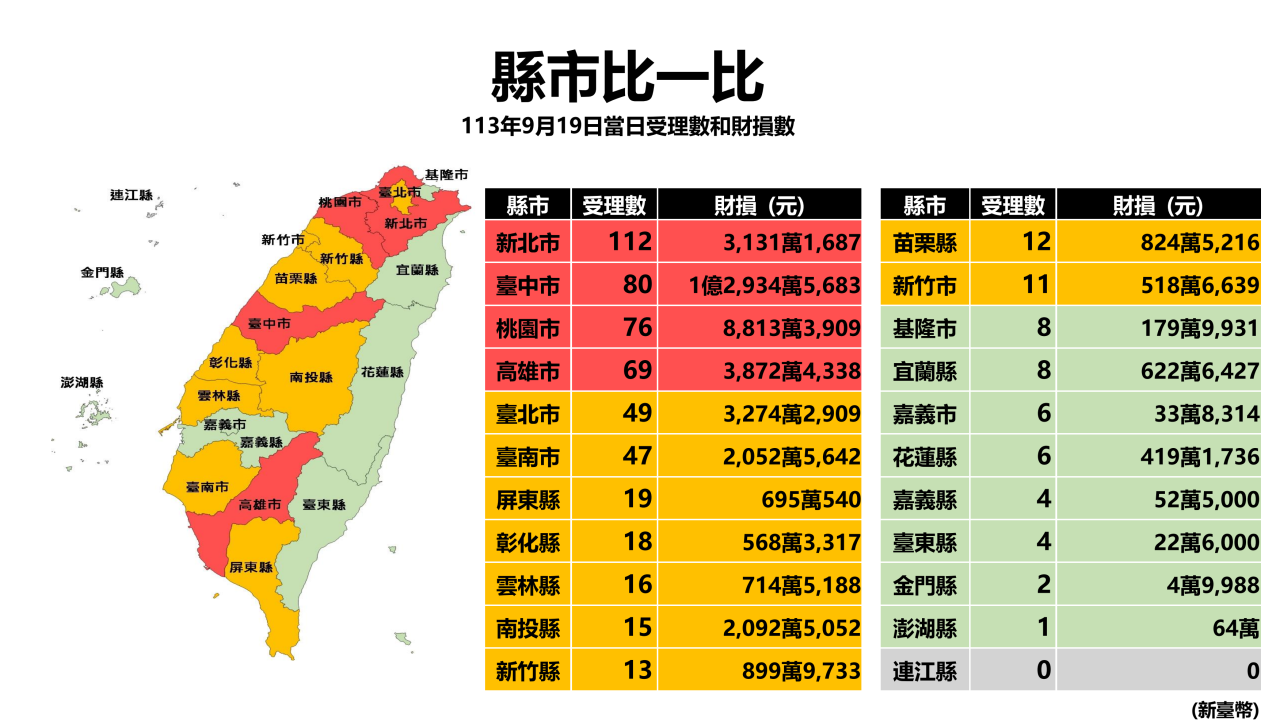 縣市比一比
113年9月19日當日受理數和財損數
基隆市
連江縣
臺北市
桃園市
新北市
新竹市
新竹縣
宜蘭縣
金門縣
苗栗縣
臺中市
彰化縣
南投縣
花蓮縣
澎湖縣
雲林縣
嘉義市
嘉義縣
臺南市
高雄市
臺東縣
屏東縣
縣市 受理數 財損 (元)
新北市 112 3,131萬1,687
臺中市 80 1億2,934萬5,683
桃園市 76 8,813萬3,909
高雄市 69 3,872萬4,338
臺北市 49 3,274萬2,909
臺南市 47 2,052萬5,642
屏東縣 19 695萬540
彰化縣 18 568萬3,317
雲林縣 16 714萬5,188
南投縣 15 2,092萬5,052
新竹縣 13 899萬9,733
縣市 受理數 財損 (元)
苗栗縣 12 824萬5,216
新竹市 11 518萬6,639
基隆市 8 179萬9,931
宜蘭縣 8 622萬6,427
嘉義市 6 33萬8,314
花蓮縣 6 419萬1,736
嘉義縣 4 52萬5,000
臺東縣 4 22萬6,000
金門縣 2 4萬9,988
澎湖縣 1 64萬
連江縣 0 0
(新臺幣)